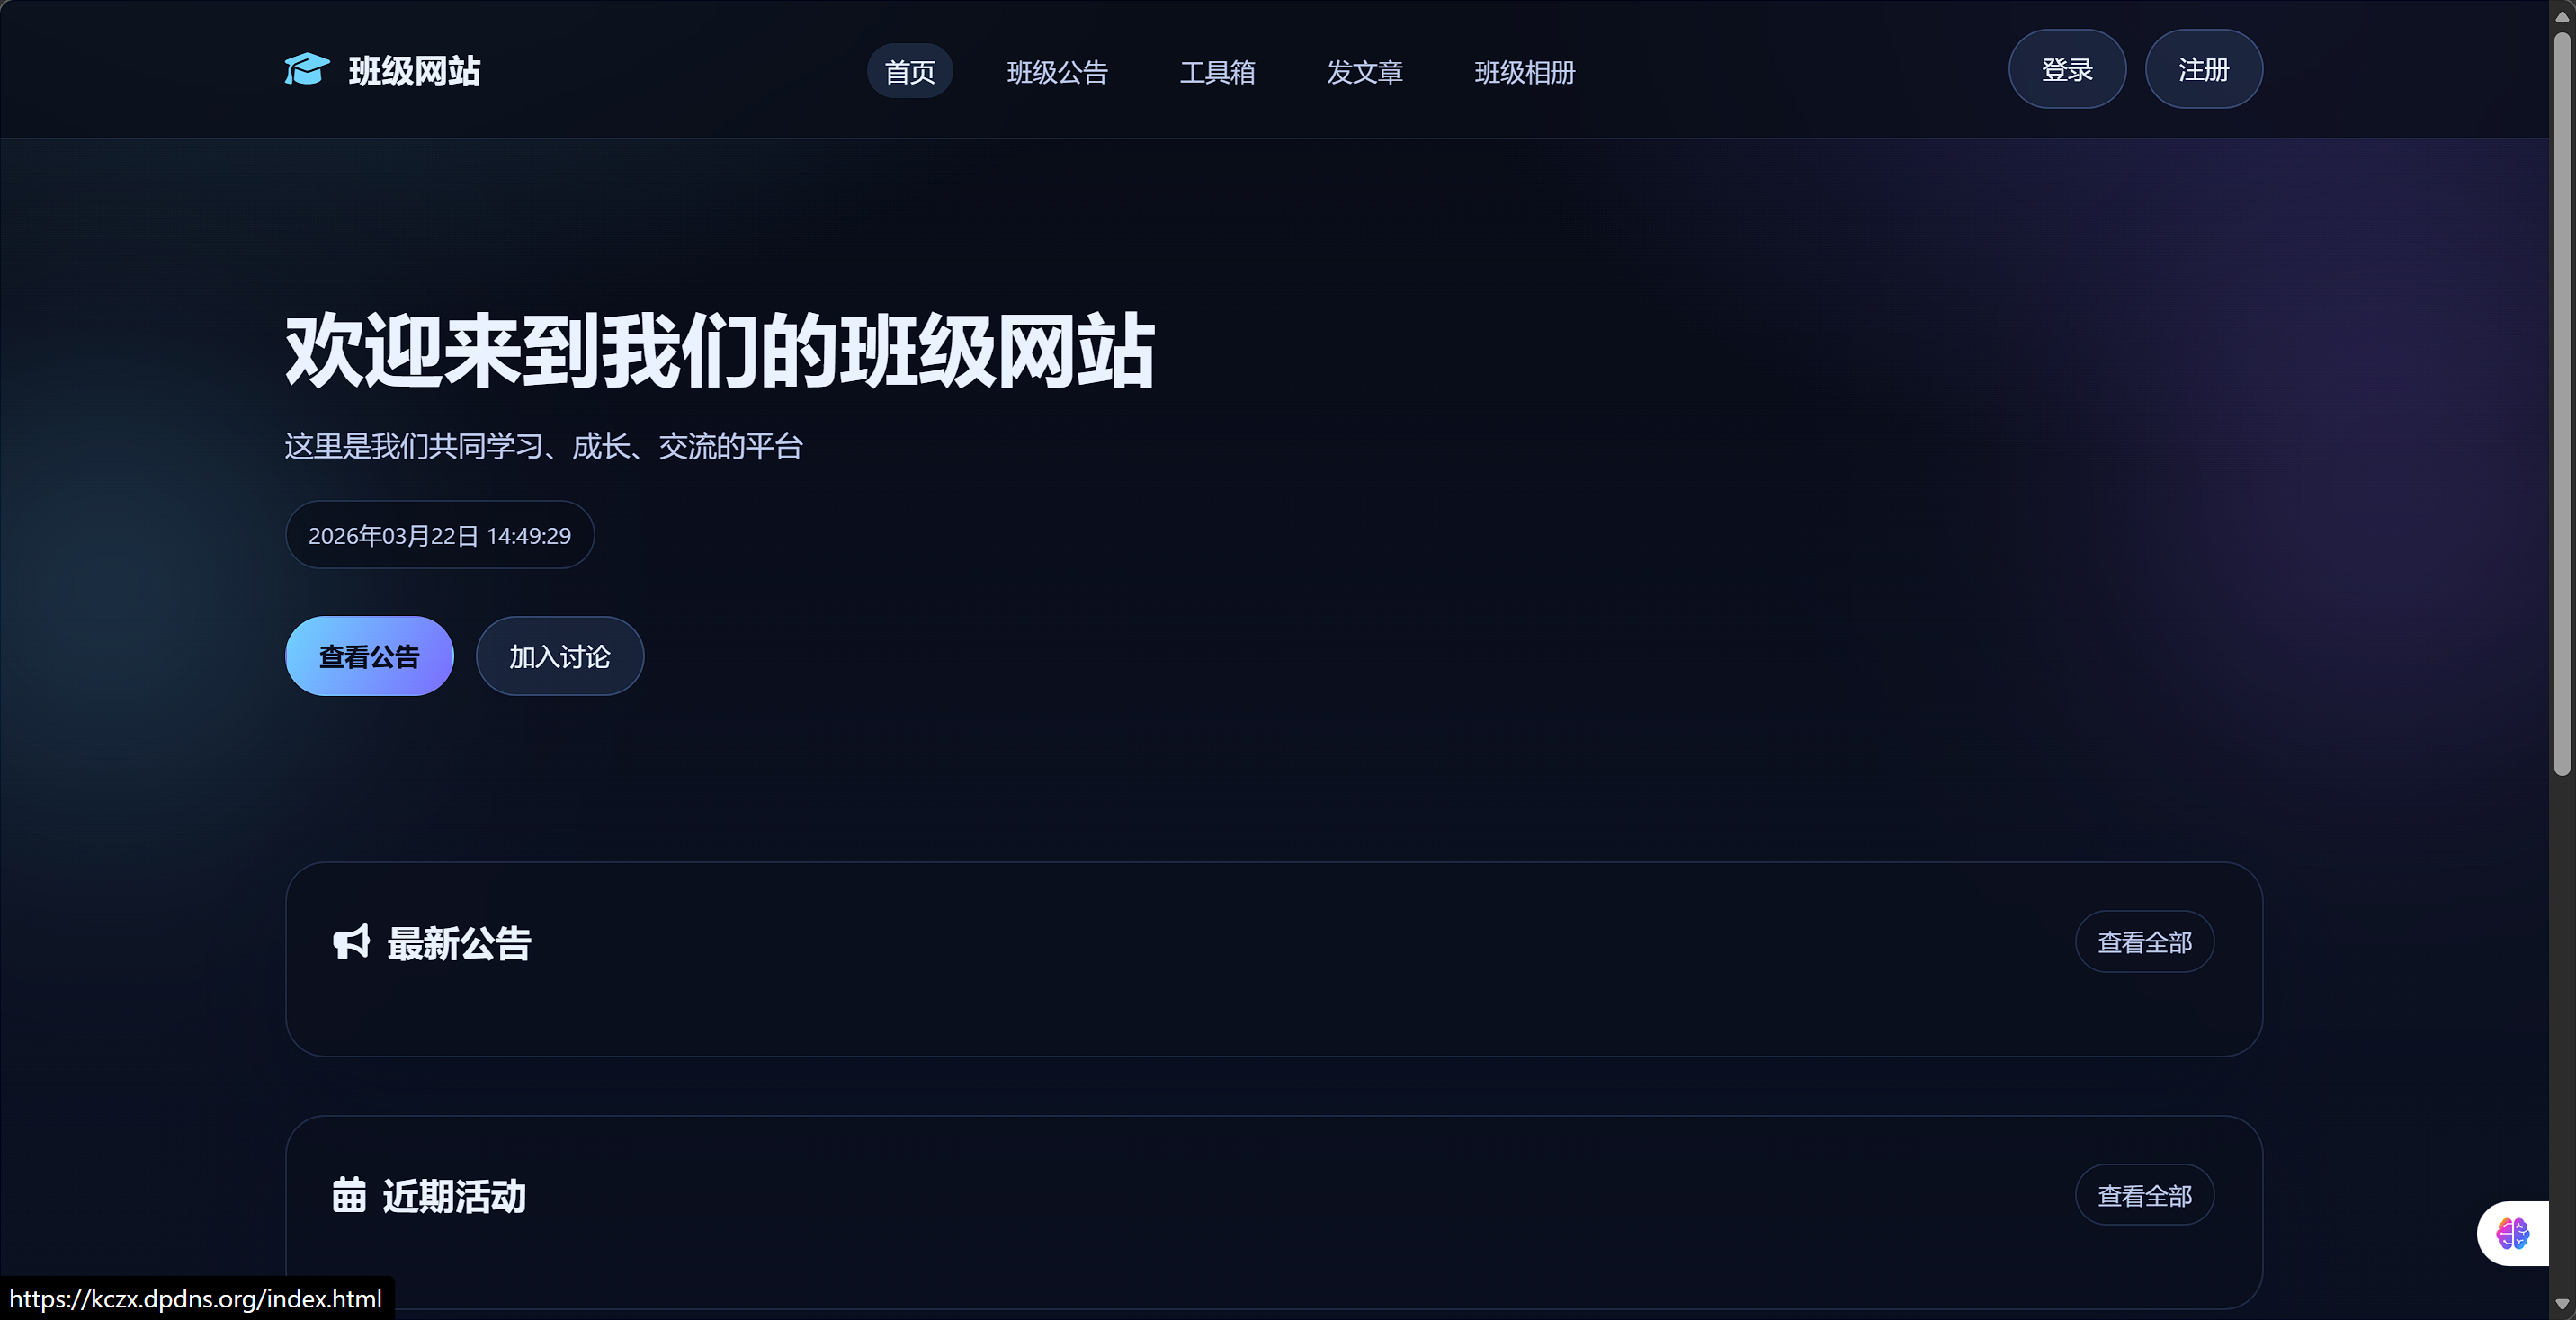 班级网站
首页 班级公告 工具箱 发文章 班级相册
登录 注册
欢迎来到我们的班级网站
这里是我们共同学习、成长、交流的平台
2026年03月22日 14:49:29
查看公告 加入讨论
最新公告 查看全部
近期活动 查看全部
https://kczx.dpdns.org/index.html